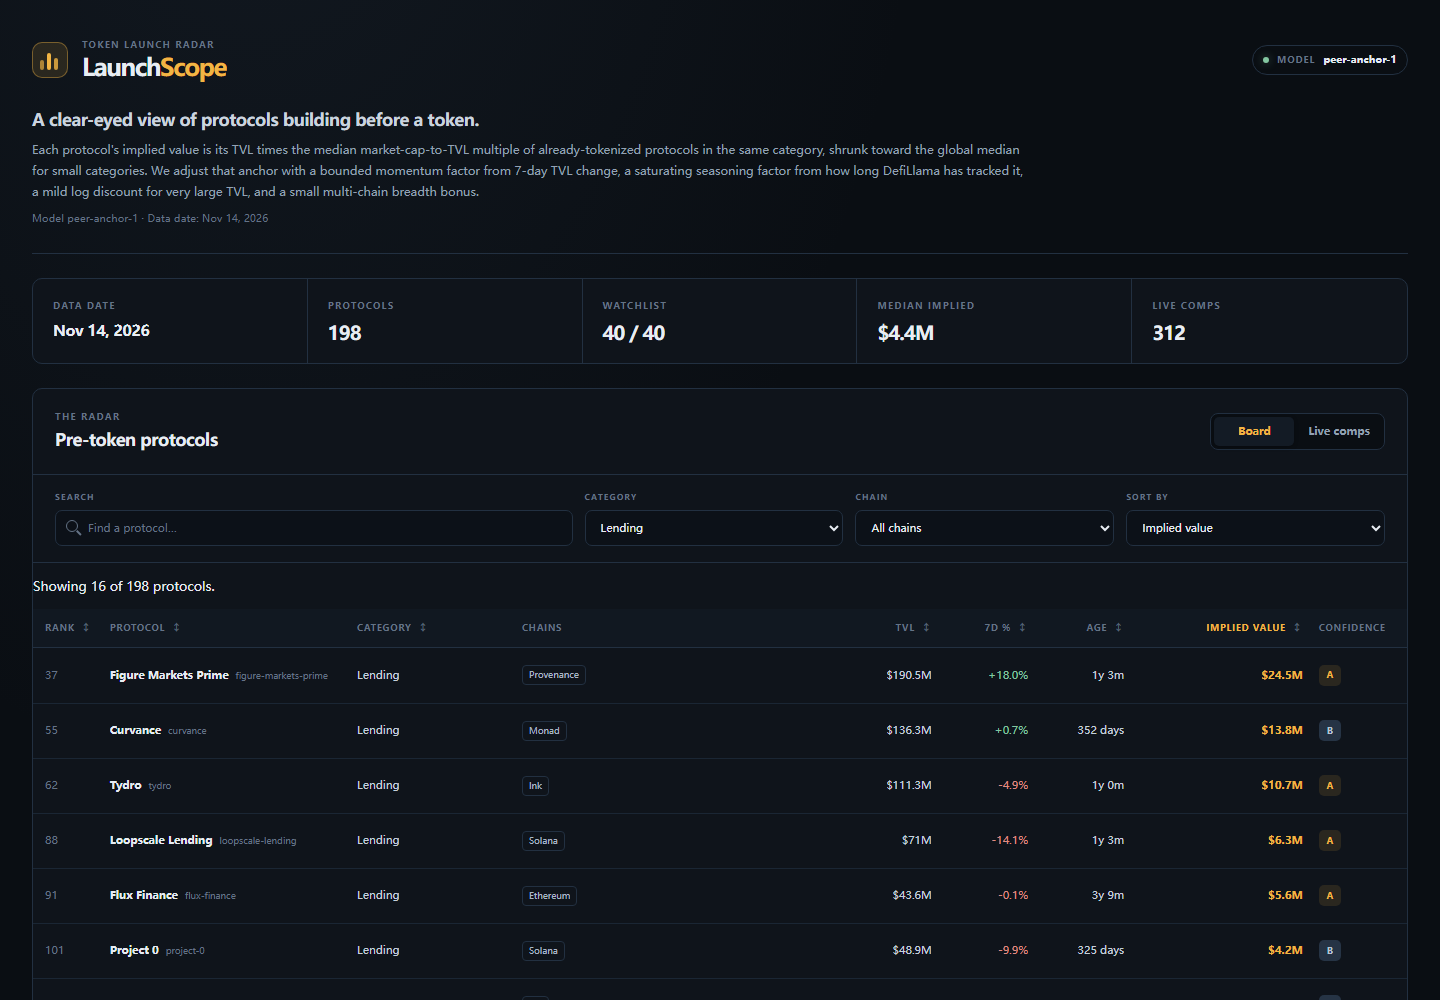 TOKEN LAUNCH RADAR
LaunchScope
MODEL peer-anchor-1
A clear-eyed view of protocols building before a token.
Each protocol's implied value is its TVL times the median market-cap-to-TVL multiple of already-tokenized protocols in the same category, shrunk toward the global median
for small categories. We adjust that anchor with a bounded momentum factor from 7-day TVL change, a saturating seasoning factor from how long DefiLlama has tracked it,
a mild log discount for very large TVL, and a small multi-chain breadth bonus.
Model peer-anchor-1 · Data date: Nov 14, 2026
DATA DATE PROTOCOLS WATCHLIST MEDIAN IMPLIED LIVE COMPS
Nov 14, 2026 198 40 / 40 $4.4M 312
THE RADAR
Pre-token protocols
Board Live comps
SEARCH CATEGORY CHAIN SORT BY
Find a protocol... Lending All chains Implied value
Showing 16 of 198 protocols.
RANK ↕ PROTOCOL ↕ CATEGORY ↕ CHAINS TVL ↕ 7D % ↕ AGE ↕ IMPLIED VALUE ↕ CONFIDENCE
37 Figure Markets Prime figure-markets-prime Lending Provenance $190.5M +18.0% 1y 3m $24.5M A
55 Curvance curvance Lending Monad $136.3M +0.7% 352 days $13.8M B
62 Tydro tydro Lending Ink $111.3M -4.9% 1y 0m $10.7M A
88 Loopscale Lending loopscale-lending Lending Solana $71M -14.1% 1y 3m $6.3M A
91 Flux Finance flux-finance Lending Ethereum $43.6M -0.1% 3y 9m $5.6M A
101 Project 0 project-0 Lending Solana $48.9M -9.9% 325 days $4.2M B